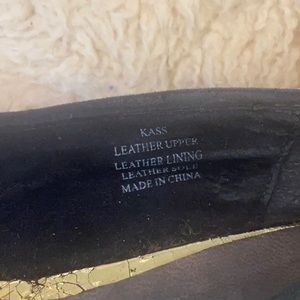 KASS
LEATHER UPPER
LEATHER LINING
LEATHER SOLE
MADE IN CHINA